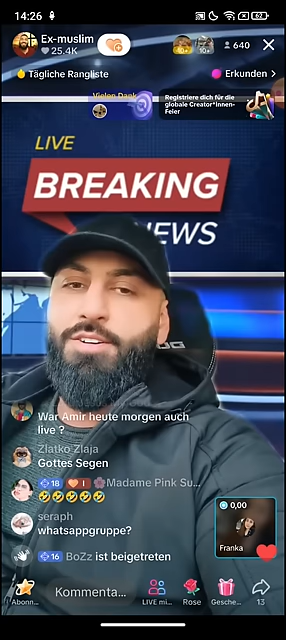 14:26
62
Ex-muslim
25.4K
10+
640
Tägliche Rangliste
Erkunden >
Vielen Dank
Registriere dich für die
globale Creator*innen-
Feier
LIVE
BREAKING
NEWS
War Amir heute morgen auch
live ?
Zlatko Zlaja
Gottes Segen
18 I Madame Pink Su...
seraph
whatsappgruppe?
16 BoZz ist beigetreten
0,00
Franka
Abonn...
Kommenta...
LIVE mi...
Rose
Gesche...
13